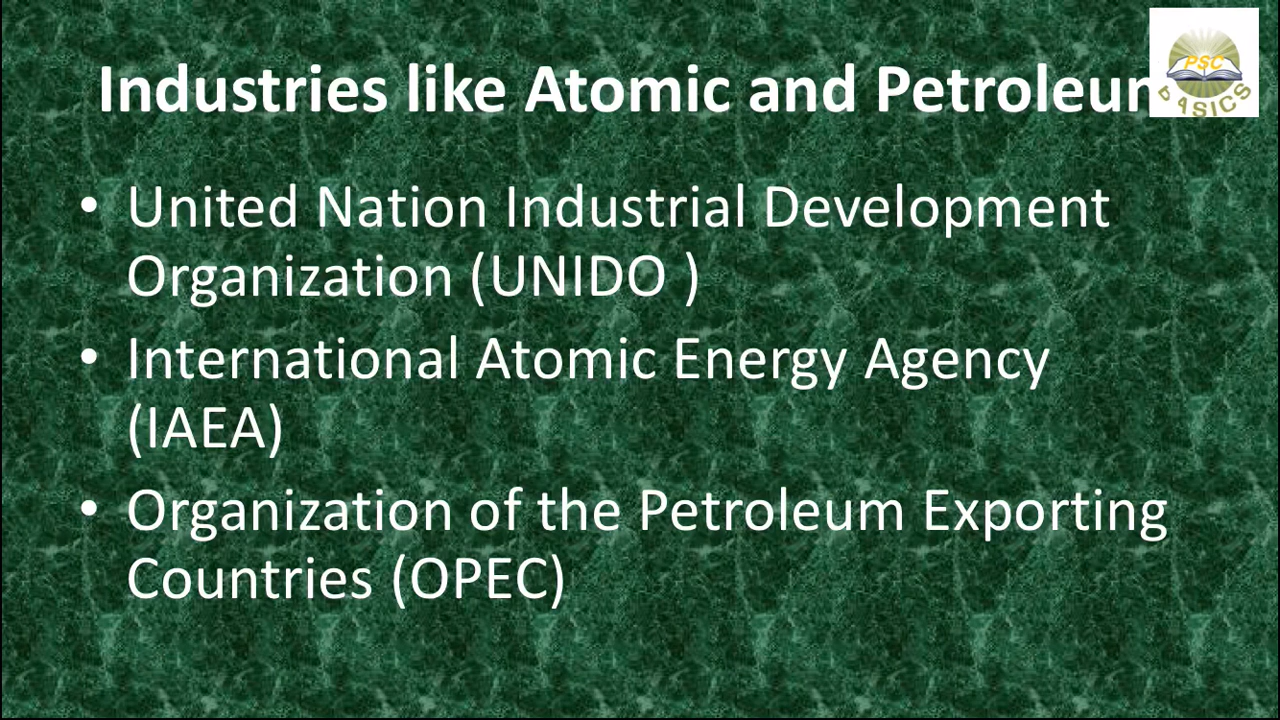 Industries like Atomic and Petroleum
PSC
BASICS
• United Nation Industrial Development
Organization (UNIDO )
• International Atomic Energy Agency
(IAEA)
• Organization of the Petroleum Exporting
Countries (OPEC)